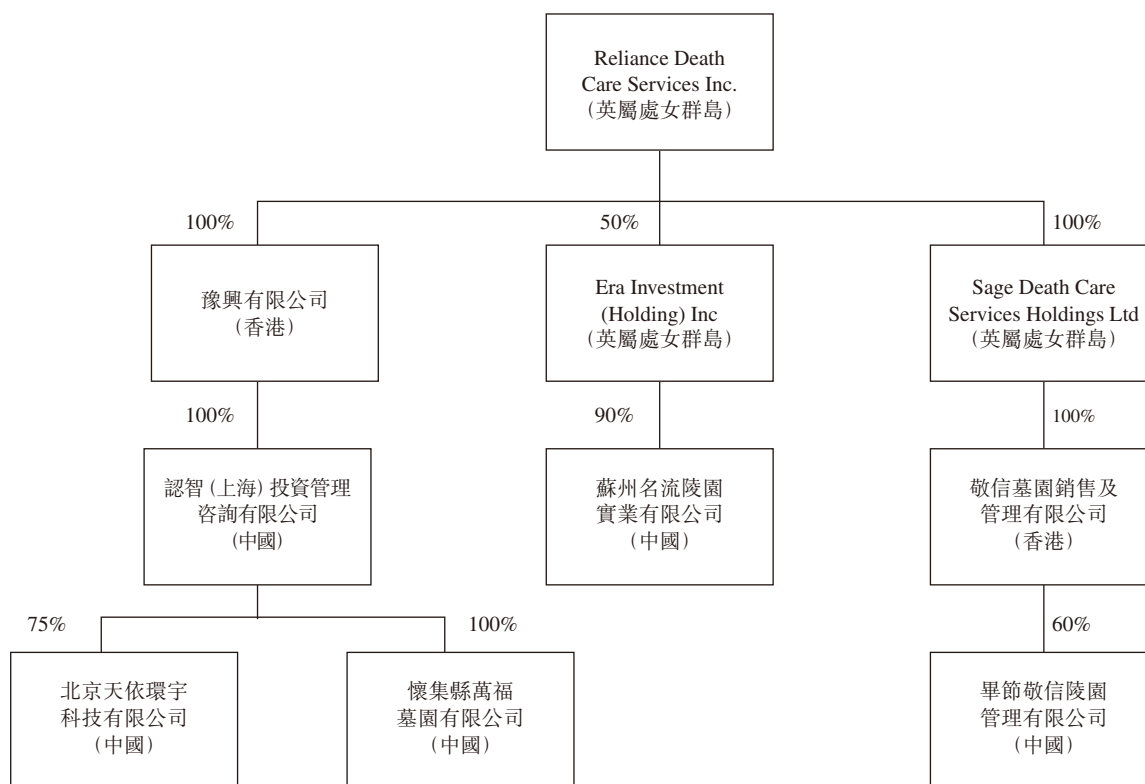 Reliance Death
Care Services Inc.
(英屬處女群島)
100%
50%
100%
豫興有限公司
(香港)
Era Investment
(Holding) Inc
(英屬處女群島)
Sage Death Care
Services Holdings Ltd
(英屬處女群島)
100%
90%
100%
認智(上海)投資管理
咨詢有限公司
(中國)
蘇州名流陵園
實業有限公司
(中國)
敬信墓園銷售及
管理有限公司
(香港)
75%
100%
60%
北京天依環宇
科技有限公司
(中國)
懷集縣萬福
墓園有限公司
(中國)
畢節敬信陵園
管理有限公司
(中國)